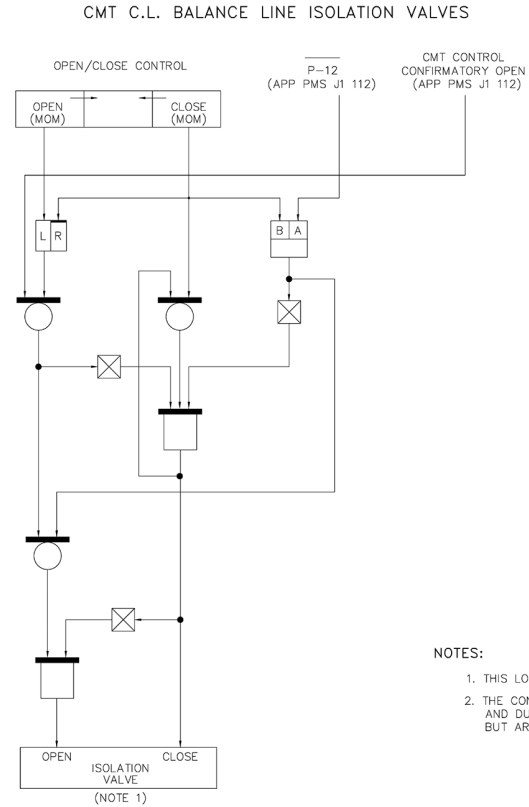 CMT C.L. BALANCE LINE ISOLATION VALVES
OPEN/CLOSE CONTROL
P-12
(APP PMS J1 112)
CMT CONTROL
CONFIRMATORY OPEN
(APP PMS J1 112)
OPEN
(MOM)
CLOSE
(MOM)
L R
B A
NOTES:
1. THIS LO
2. THE CON
AND DU
BUT AR
OPEN
CLOSE
ISOLATION
VALVE
(NOTE 1)